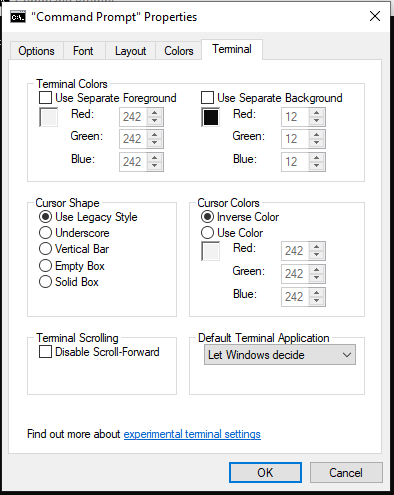 "Command Prompt" Properties
Options Font Layout Colors Terminal
Terminal Colors
Use Separate Foreground Use Separate Background
Red: 242 Red: 12
Green: 242 Green: 12
Blue: 242 Blue: 12
Cursor Shape Cursor Colors
Use Legacy Style Inverse Color
Underscore Use Color
Vertical Bar Red: 242
Empty Box Green: 242
Solid Box Blue: 242
Terminal Scrolling Default Terminal Application
Disable Scroll-Forward Let Windows decide
Find out more about experimental terminal settings
OK Cancel